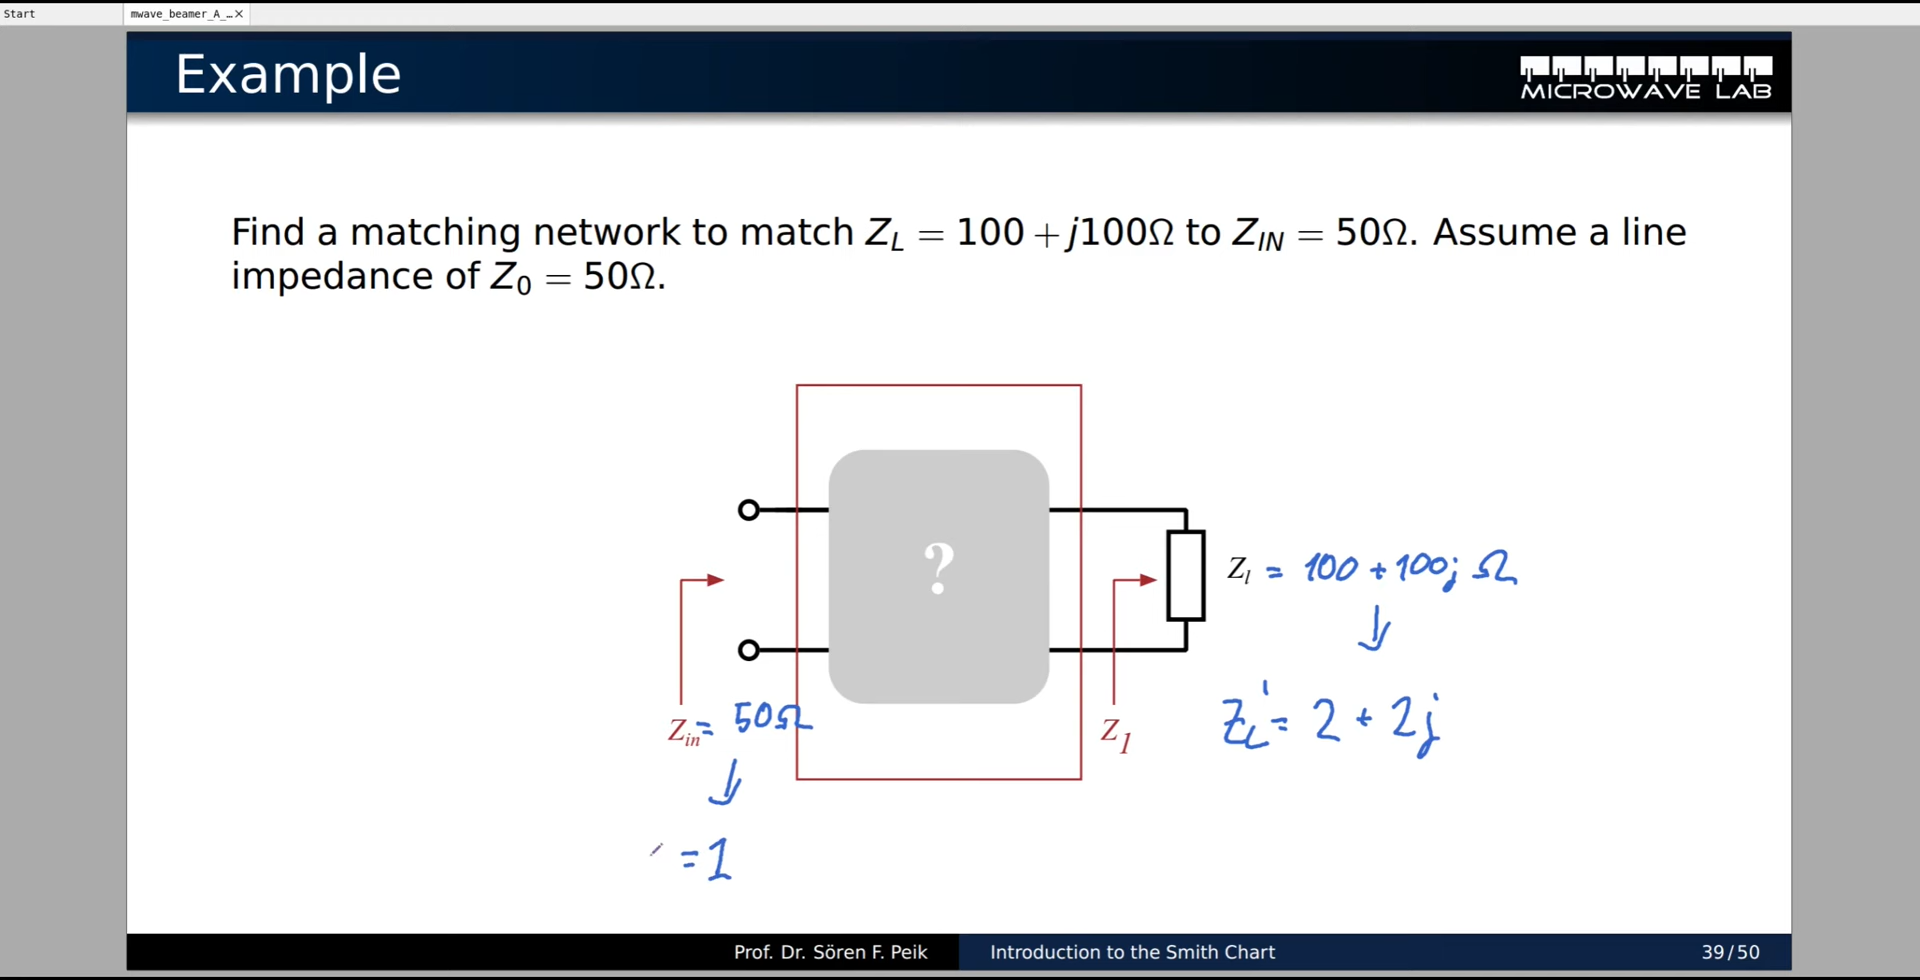 Start
mwave_beamer_A_…×
Example
MICROWAVE LAB
Find a matching network to match Z_L = 100 + j100Ω to Z_IN = 50Ω. Assume a line
impedance of Z_0 = 50Ω.
?
Z_l = 100 + 100j Ω
Z_in = 50Ω
Z_1
Z_L' = 2 + 2j
= 1
Prof. Dr. Sören F. Peik
Introduction to the Smith Chart
39/50